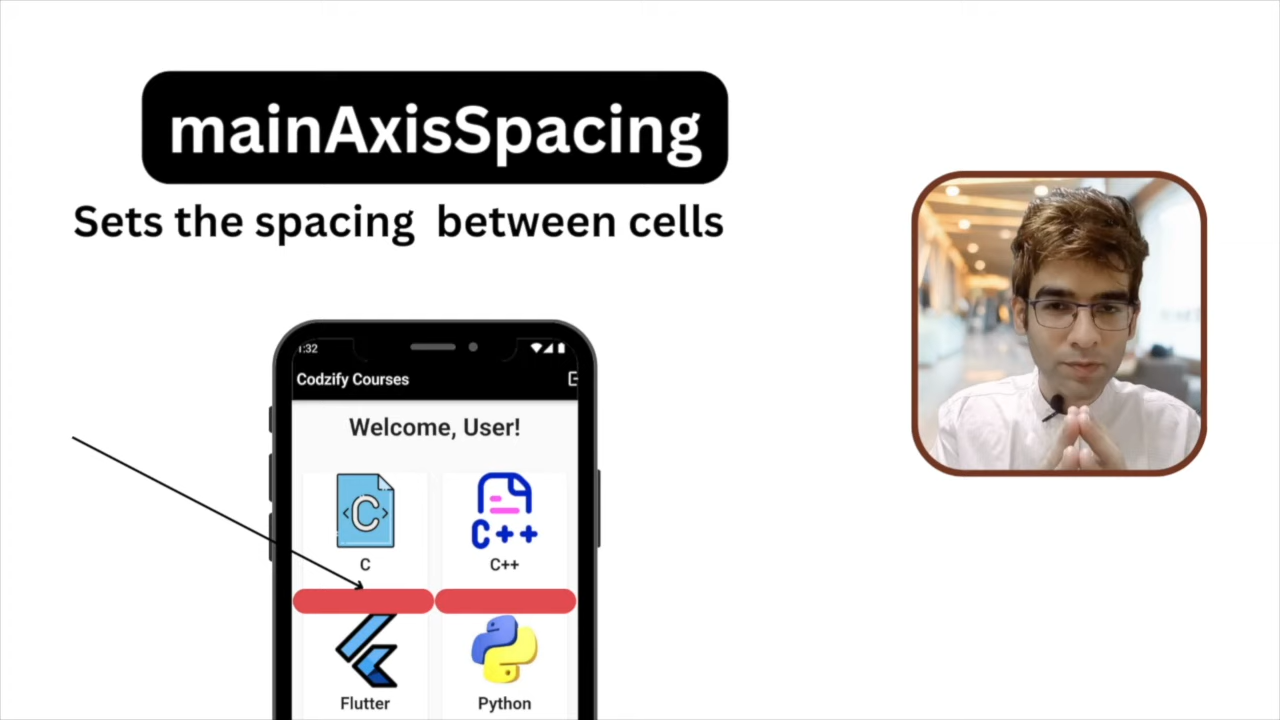 mainAxisSpacing
Sets the spacing between cells
1:32
Codzify Courses
Welcome, User!
<C>
C++
C
C++
Flutter
Python